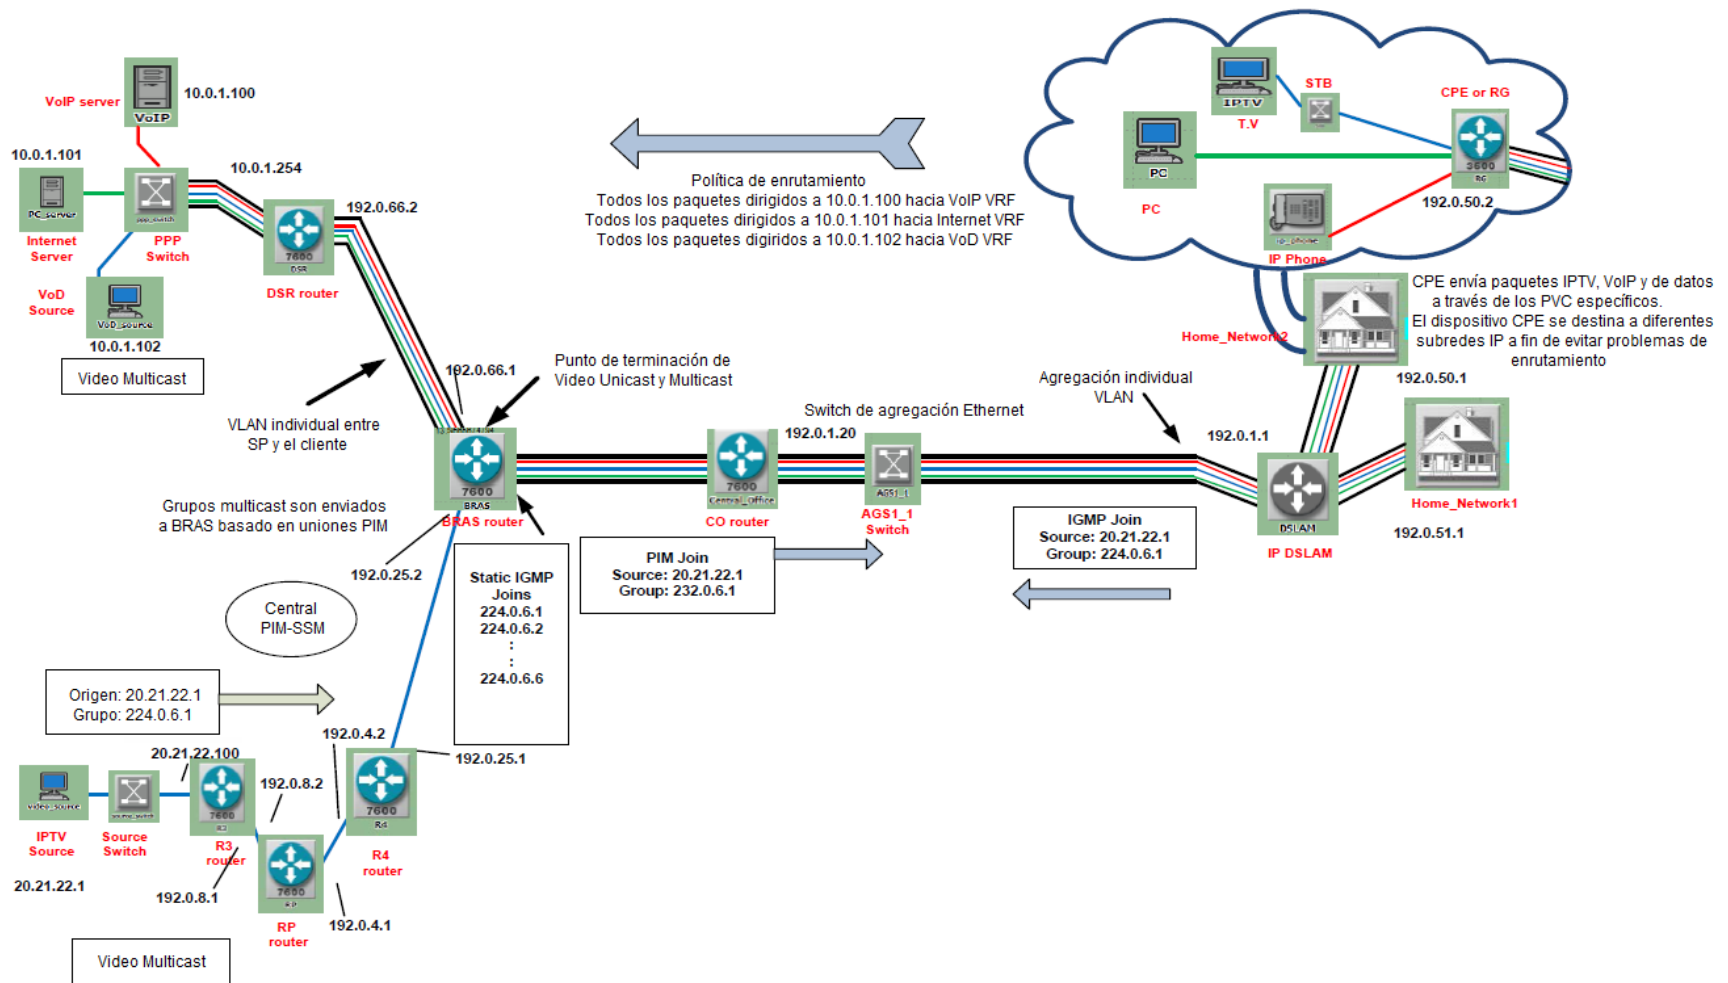 VoIP server
VoIP
10.0.1.100
10.0.1.101
PC_server
Internet
Server
10.0.1.254
ppp_switch
PPP
Switch
VoD
Source
VoD_source
10.0.1.102
Video Multicast
192.0.66.2
7600
DSR
DSR router
Política de enrutamiento
Todos los paquetes dirigidos a 10.0.1.100 hacia VoIP VRF
Todos los paquetes dirigidos a 10.0.1.101 hacia Internet VRF
Todos los paquetes digiridos a 10.0.1.102 hacia VoD VRF
IPTV
T.V
STB
CPE or RG
3600
RG
192.0.50.2
PC
PC
ip_phone
IP Phone
CPE envía paquetes IPTV, VoIP y de datos
a través de los PVC específicos.
El dispositivo CPE se destina a diferentes
subredes IP a fin de evitar problemas de
enrutamiento
Home_Network2
192.0.50.1
Home_Network1
192.0.51.1
192.0.66.1
Punto de terminación de
Video Unicast y Multicast
VLAN individual entre
SP y el cliente
Agregación individual
VLAN
Switch de agregación Ethernet
192.0.1.20
192.0.1.1
7600
BRAS
BRAS router
7600
Central_Office
CO router
AGS1_1
AGS1_1
Switch
DSLAM
IP DSLAM
Grupos multicast son enviados
a BRAS basado en uniones PIM
192.0.25.2
Static IGMP
Joins
224.0.6.1
224.0.6.2
:
:
224.0.6.6
PIM Join
Source: 20.21.22.1
Group: 232.0.6.1
IGMP Join
Source: 20.21.22.1
Group: 224.0.6.1
Central
PIM-SSM
Origen: 20.21.22.1
Grupo: 224.0.6.1
192.0.4.2
192.0.25.1
20.21.22.100
192.0.8.2
video_source
IPTV
Source
20.21.22.1
source_switch
Source
Switch
7600
R3
R3
router
192.0.8.1
7600
RP
RP
router
192.0.4.1
7600
R4
R4
router
Video Multicast